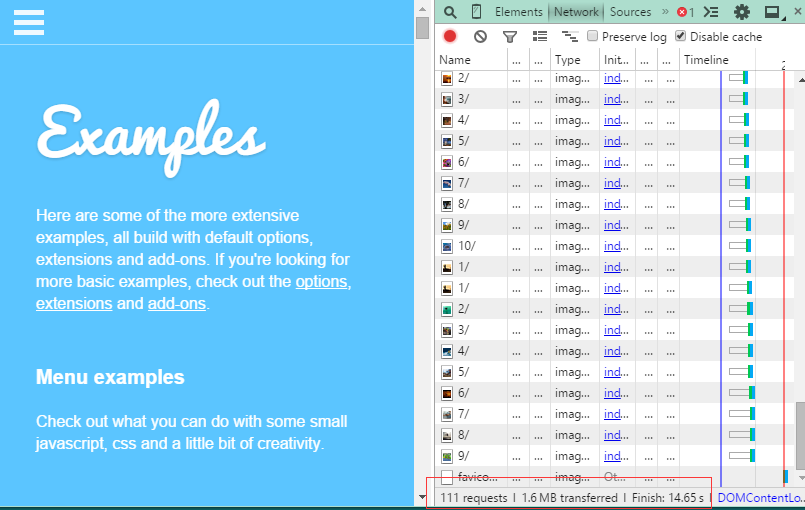 Examples
Here are some of the more extensive
examples, all build with default options,
extensions and add-ons. If you're looking for
more basic examples, check out the options,
extensions and add-ons.
Menu examples
Check out what you can do with some small
javascript, css and a little bit of creativity.
Elements Network Sources » 1
Preserve log Disable cache
Name ... ... Type Init... ... ... Timeline
2/ ... ... imag... ind... ... ...
3/ ... ... imag... ind... ... ...
4/ ... ... imag... ind... ... ...
5/ ... ... imag... ind... ... ...
6/ ... ... imag... ind... ... ...
7/ ... ... imag... ind... ... ...
8/ ... ... imag... ind... ... ...
9/ ... ... imag... ind... ... ...
10/ ... ... imag... ind... ... ...
1/ ... ... imag... ind... ... ...
1/ ... ... imag... ind... ... ...
2/ ... ... imag... ind... ... ...
3/ ... ... imag... ind... ... ...
4/ ... ... imag... ind... ... ...
5/ ... ... imag... ind... ... ...
6/ ... ... imag... ind... ... ...
7/ ... ... imag... ind... ... ...
8/ ... ... imag... ind... ... ...
9/ ... ... imag... ind... ... ...
favico... ... ... imag... Ot... ... ...
111 requests | 1.6 MB transferred | Finish: 14.65 s | DOMContentLo...